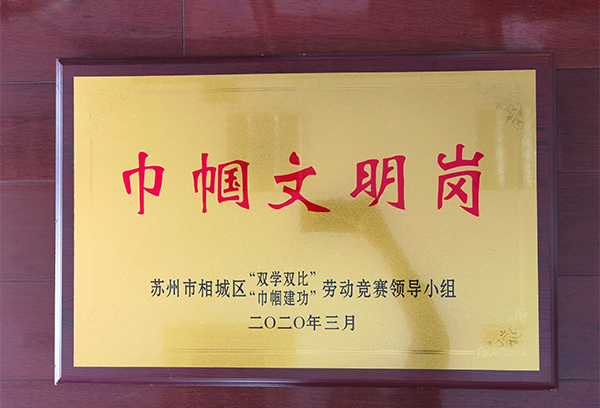 巾帼文明岗
苏州市相城区“双学双比”“巾帼建功”劳动竞赛领导小组
二〇二〇年三月